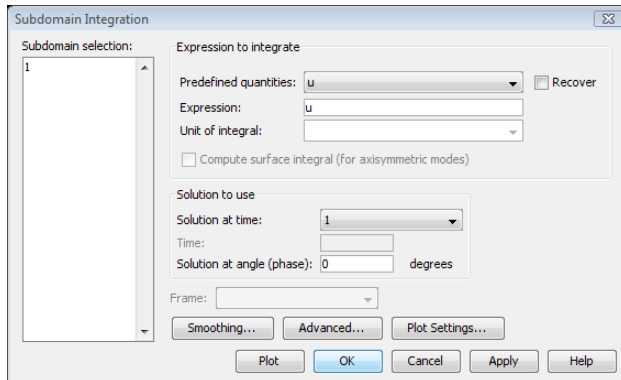 Subdomain Integration
Subdomain selection:
1
Expression to integrate
Predefined quantities: u Recover
Expression: u
Unit of integral:
Compute surface integral (for axisymmetric modes)
Solution to use
Solution at time: 1
Time:
Solution at angle (phase): 0 degrees
Frame:
Smoothing... Advanced... Plot Settings...
Plot OK Cancel Apply Help